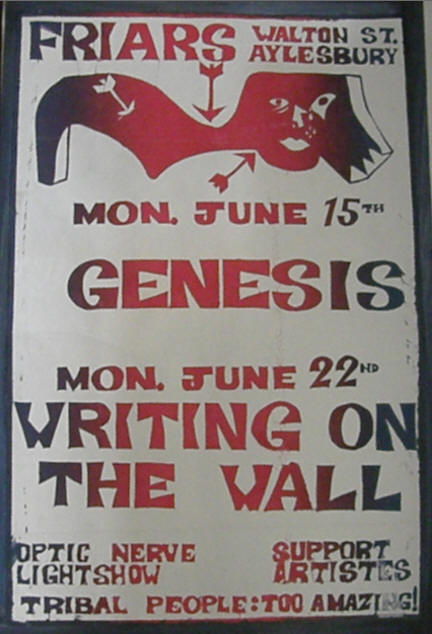 FRIARS WALTON ST.
AYLESBURY
MON. JUNE 15TH
GENESIS
MON. JUNE 22ND
WRITING ON
THE WALL
OPTIC NERVE SUPPORT
LIGHTSHOW ARTISTES
TRIBAL PEOPLE: TOO AMAZING!